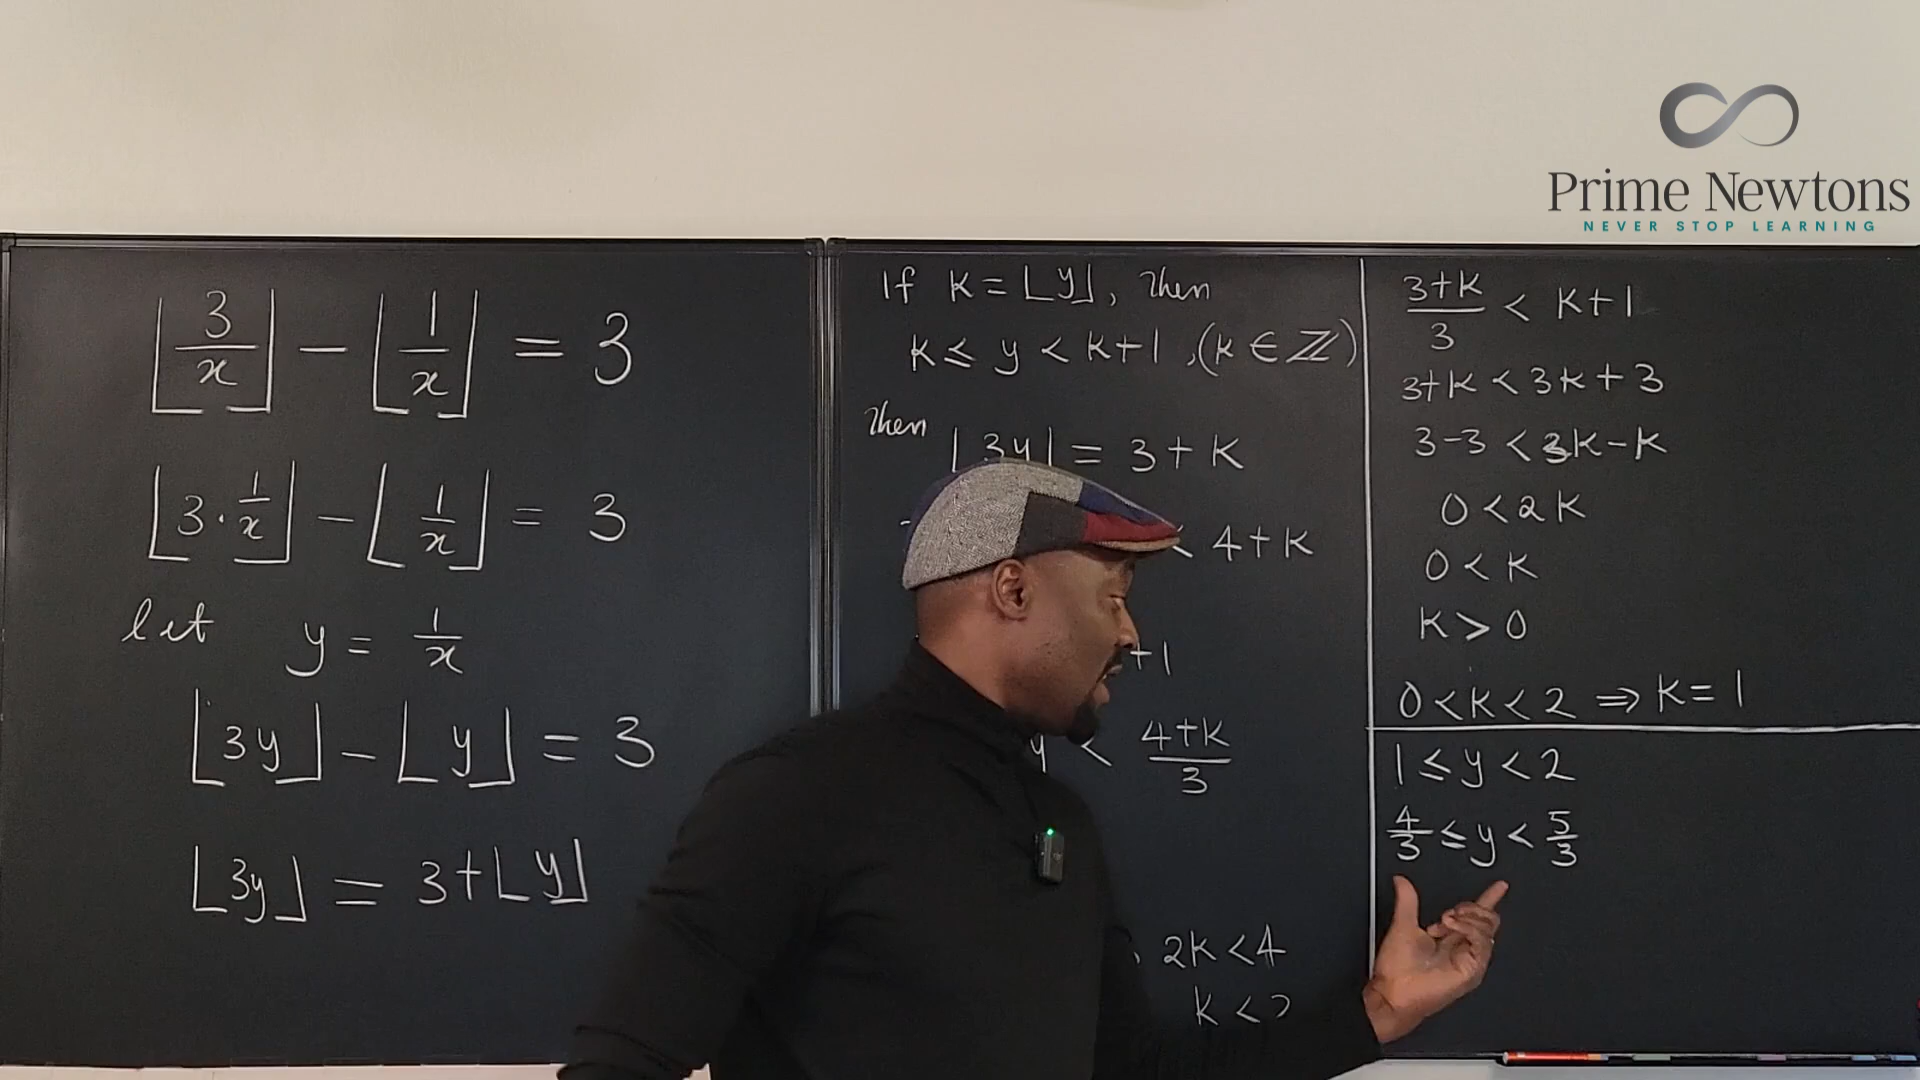 Prime Newtons
NEVER STOP LEARNING
⌊3/x⌋ − ⌊1/x⌋ = 3
⌊3·1/x⌋ − ⌊1/x⌋ = 3
let y = 1/x
⌊3y⌋ − ⌊y⌋ = 3
⌊3y⌋ = 3+⌊y⌋
If k = ⌊y⌋, then
k ≤ y < k+1, (k ∈ ℤ)
Then
⌊3y⌋ = 3+k
< 4+k
+1
y < (4+k)/3
2k < 4
k < 2
(3+k)/3 < k+1
3+k < 3k+3
3-3 < 3k-k
0 < 2k
0 < k
k > 0
0 < k < 2 ⇒ k = 1
1 ≤ y < 2
4/3 ≤ y < 5/3